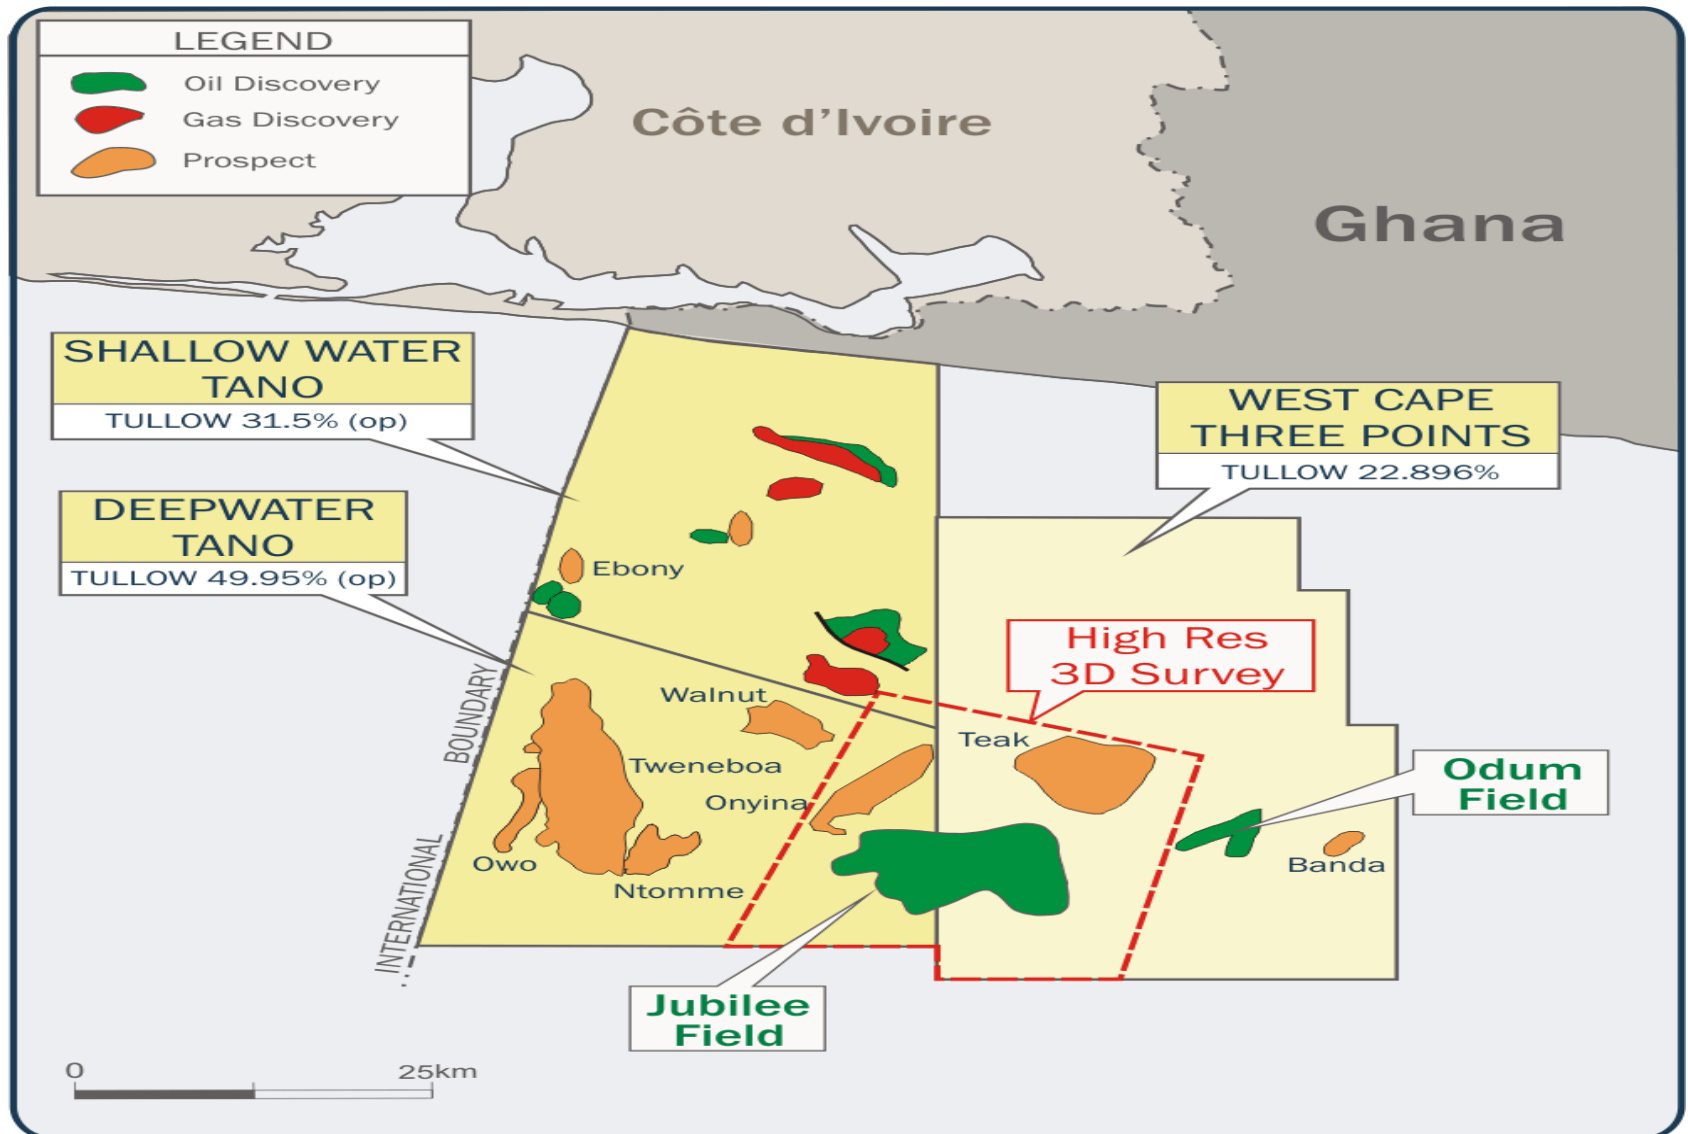 LEGEND
Oil Discovery
Gas Discovery
Prospect
Côte d'Ivoire
Ghana
SHALLOW WATER
TANO
TULLOW 31.5% (op)
WEST CAPE
THREE POINTS
TULLOW 22.896%
DEEPWATER
TANO
TULLOW 49.95% (op)
Ebony
High Res
3D Survey
Walnut
Teak
Tweneboa
Onyina
Odum
Field
Owo
Banda
Ntomme
INTERNATIONAL BOUNDARY
Jubilee
Field
0 25km